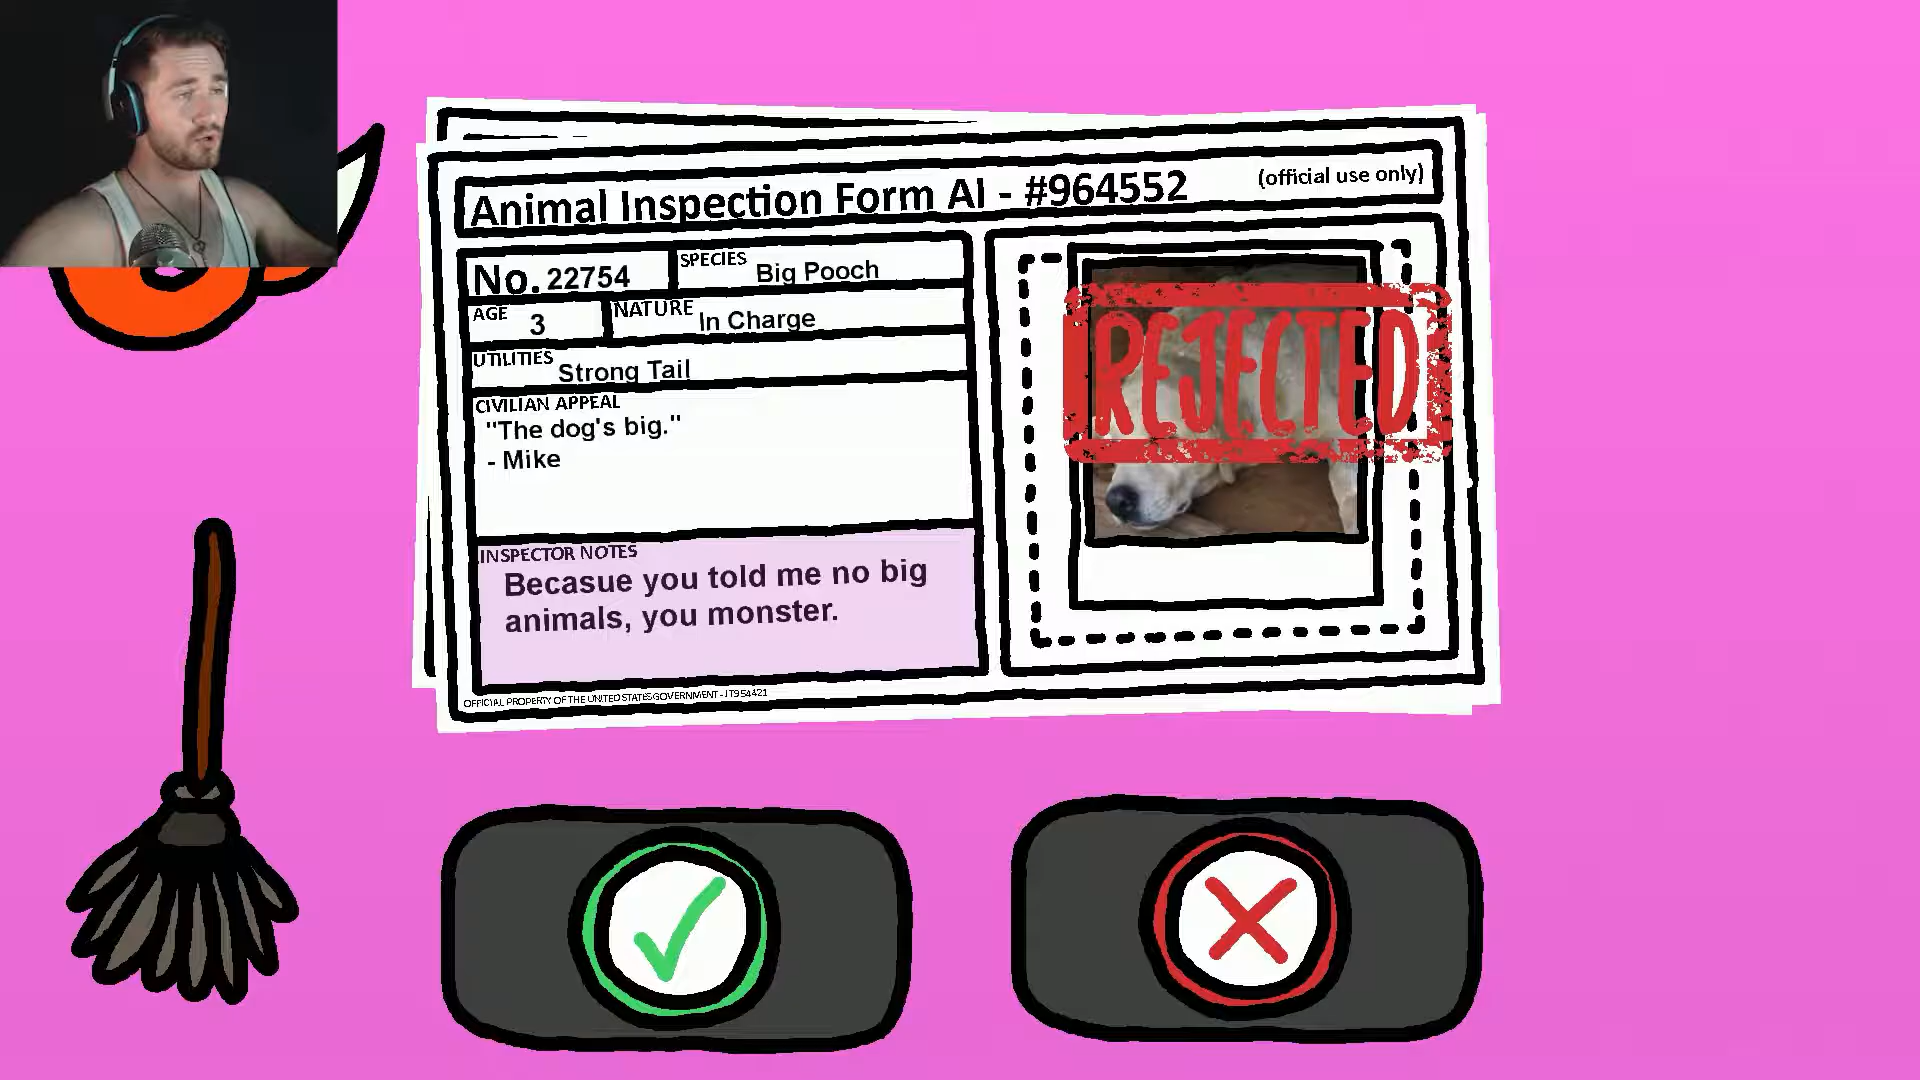 Animal Inspection Form AI - #964552
(official use only)
No. 22754
SPECIES Big Pooch
AGE 3
NATURE In Charge
UTILITIES Strong Tail
CIVILIAN APPEAL
"The dog's big."
- Mike
REJECTED
INSPECTOR NOTES
Becasue you told me no big
animals, you monster.
OFFICIAL PROPERTY OF THE UNITED STATES GOVERNMENT - JT954421